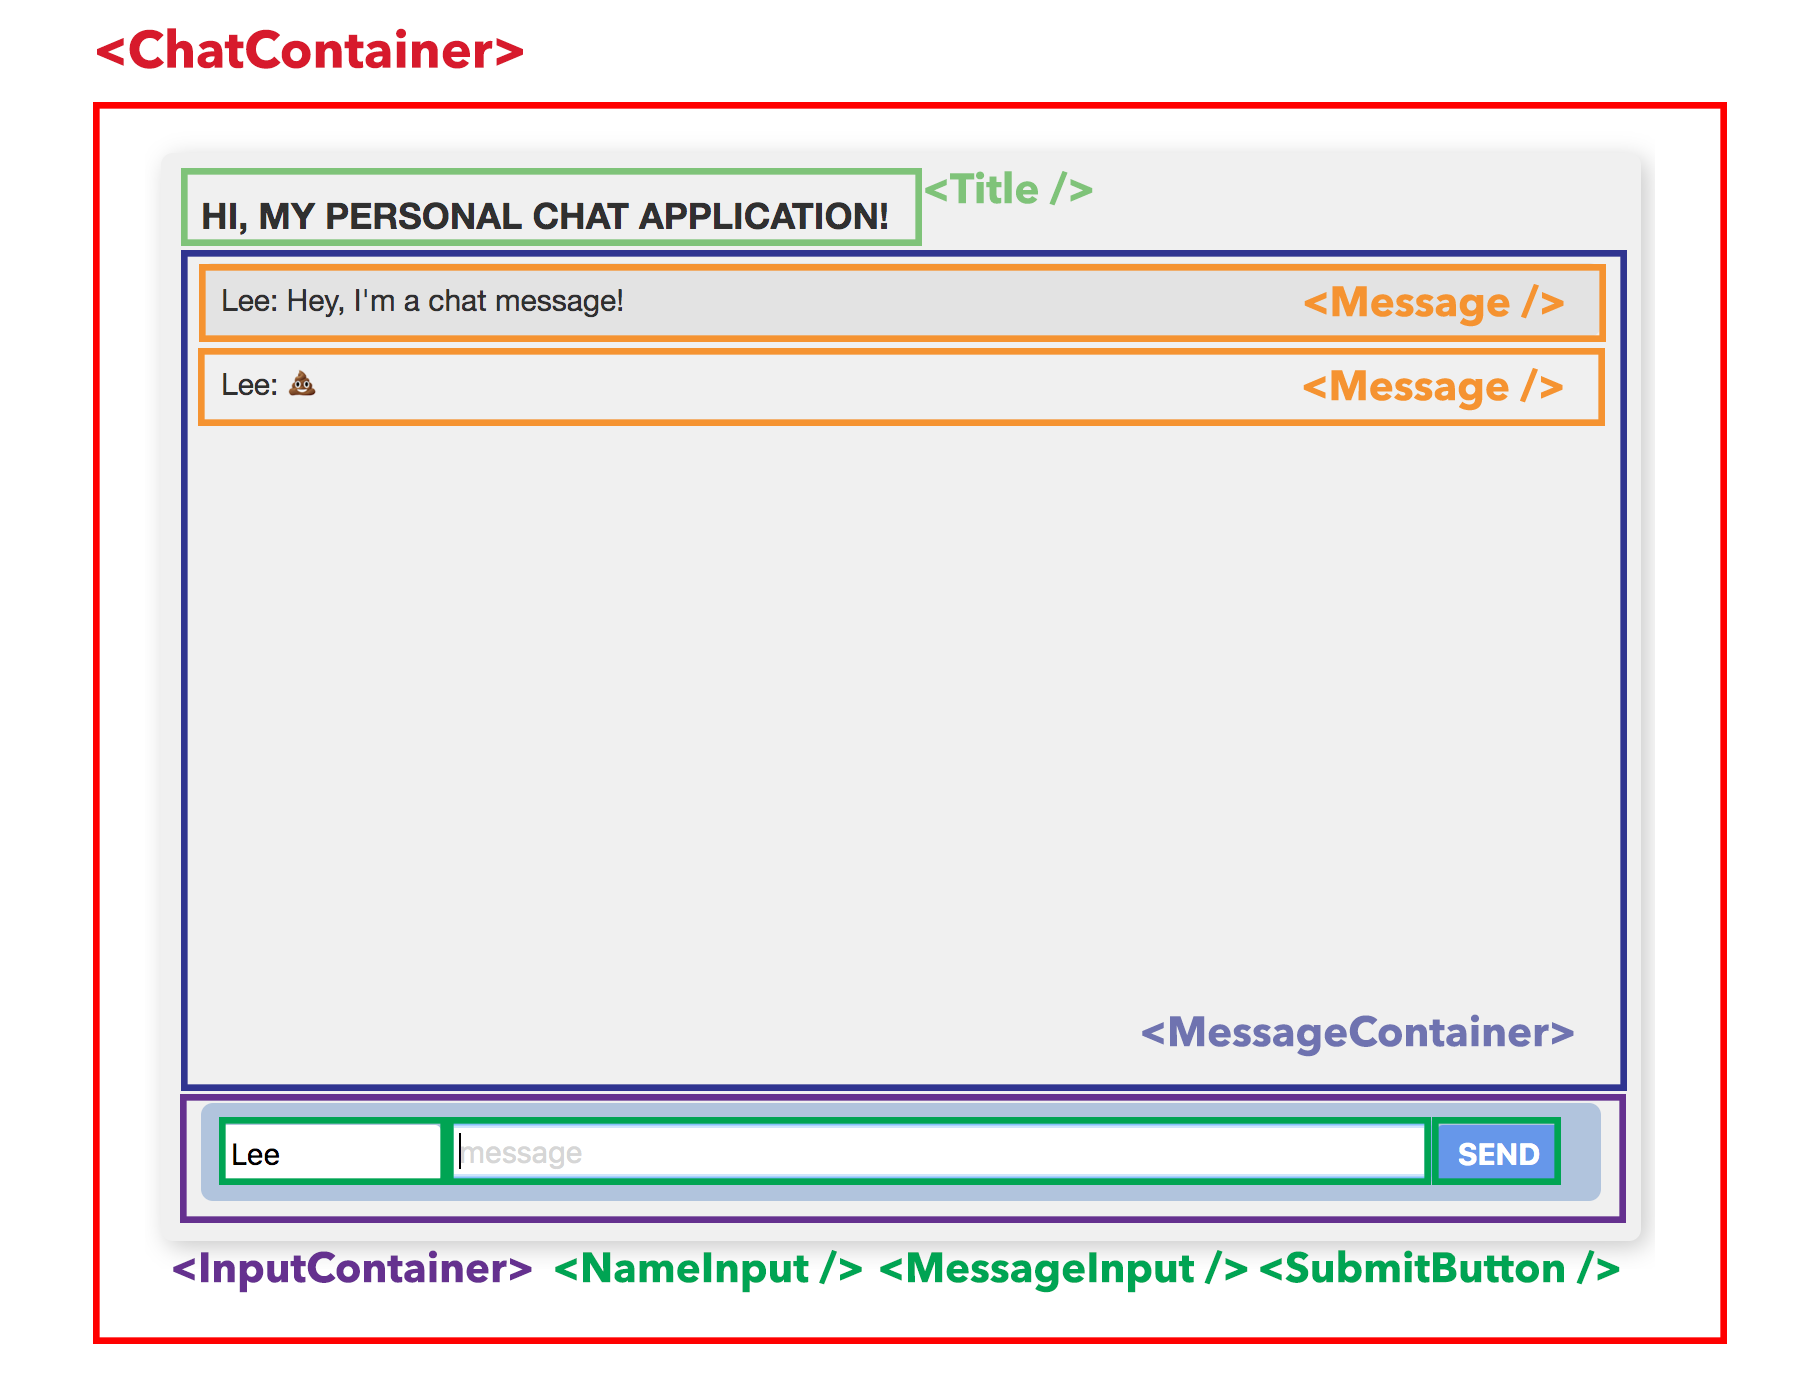 <ChatContainer>
HI, MY PERSONAL CHAT APPLICATION!
<Title />
Lee: Hey, I'm a chat message!
<Message />
Lee: 💩
<Message />
<MessageContainer>
Lee
message
SEND
<InputContainer>
<NameInput />
<MessageInput />
<SubmitButton />